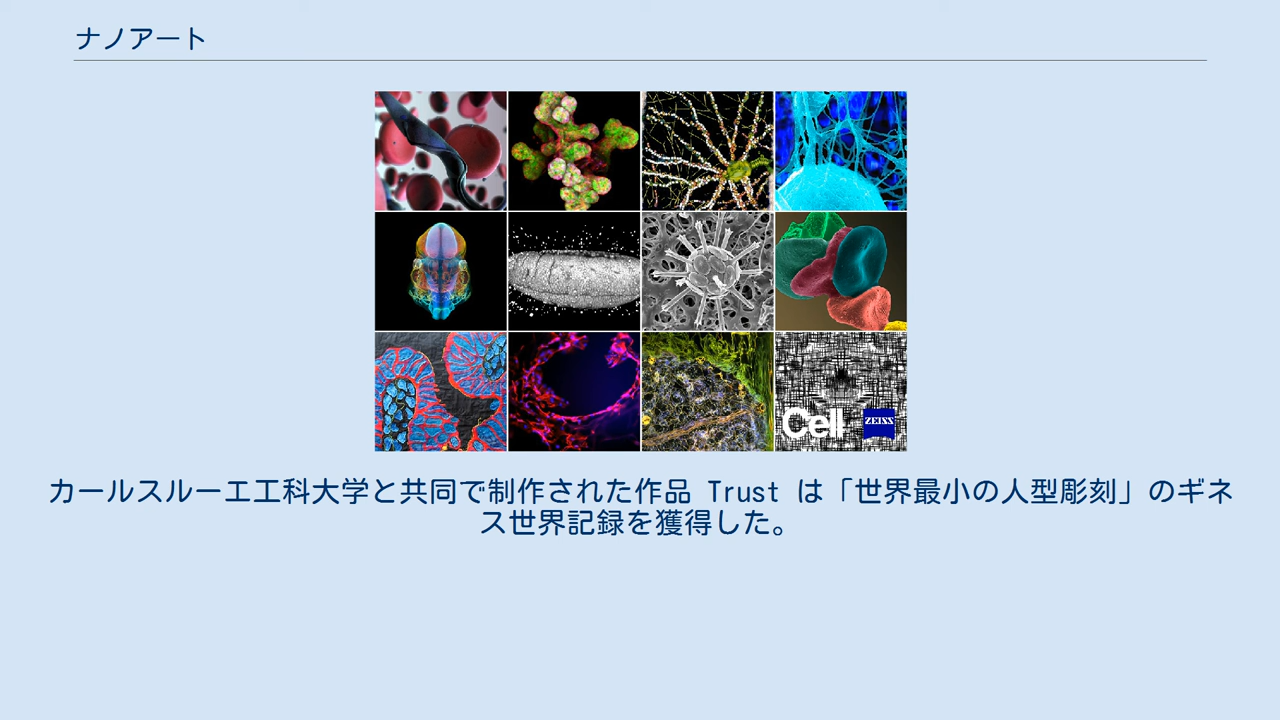 ナノアート
Cell
ZEISS
カールスルーエ工科大学と共同で制作された作品 Trust は「世界最小の人型彫刻」のギネ
ス世界記録を獲得した。